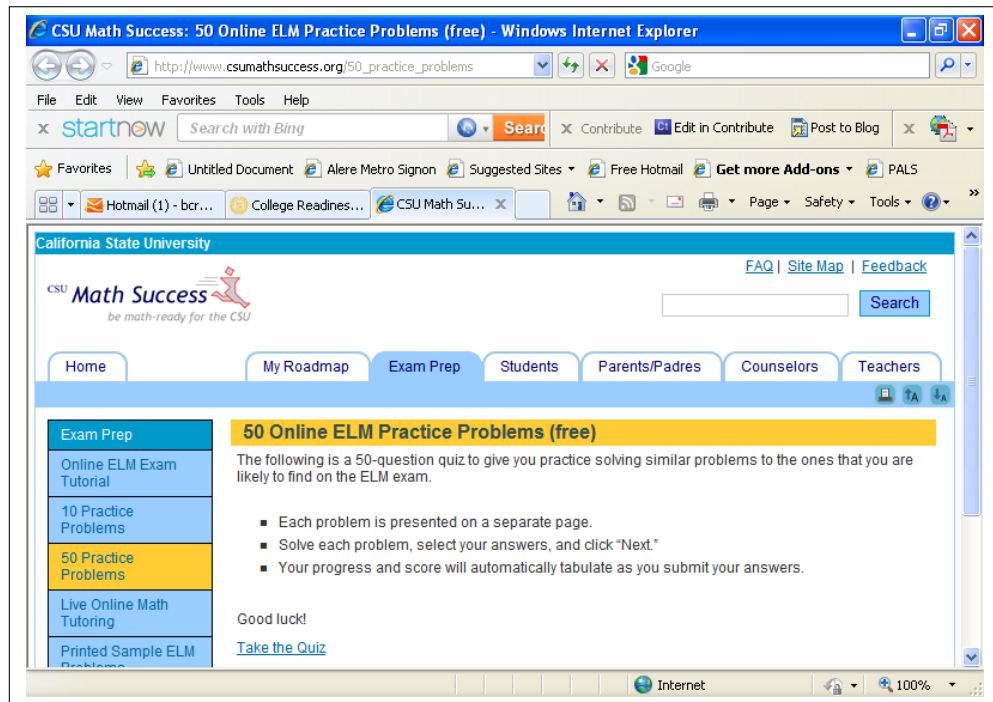 CSU Math Success: 50 Online ELM Practice Problems (free) - Windows Internet Explorer
http://www.csumathsuccess.org/50_practice_problems
Google
File Edit View Favorites Tools Help
x startnow Search with Bing Searc x Contribute Ct Edit in Contribute Post to Blog x
Favorites Untitled Document Alere Metro Signon Suggested Sites Free Hotmail Get more Add-ons PALS
Hotmail (1) - bcr... College Readines... CSU Math Su... x Page Safety Tools »
California State University
FAQ | Site Map | Feedback
CSU Math Success
be math-ready for the CSU
Search
Home My Roadmap Exam Prep Students Parents/Padres Counselors Teachers
Exam Prep
Online ELM Exam
Tutorial
10 Practice
Problems
50 Practice
Problems
Live Online Math
Tutoring
Printed Sample ELM
Problems
50 Online ELM Practice Problems (free)
The following is a 50-question quiz to give you practice solving similar problems to the ones that you are
likely to find on the ELM exam.
▪ Each problem is presented on a separate page.
▪ Solve each problem, select your answers, and click “Next.”
▪ Your progress and score will automatically tabulate as you submit your answers.
Good luck!
Take the Quiz
Internet 100%